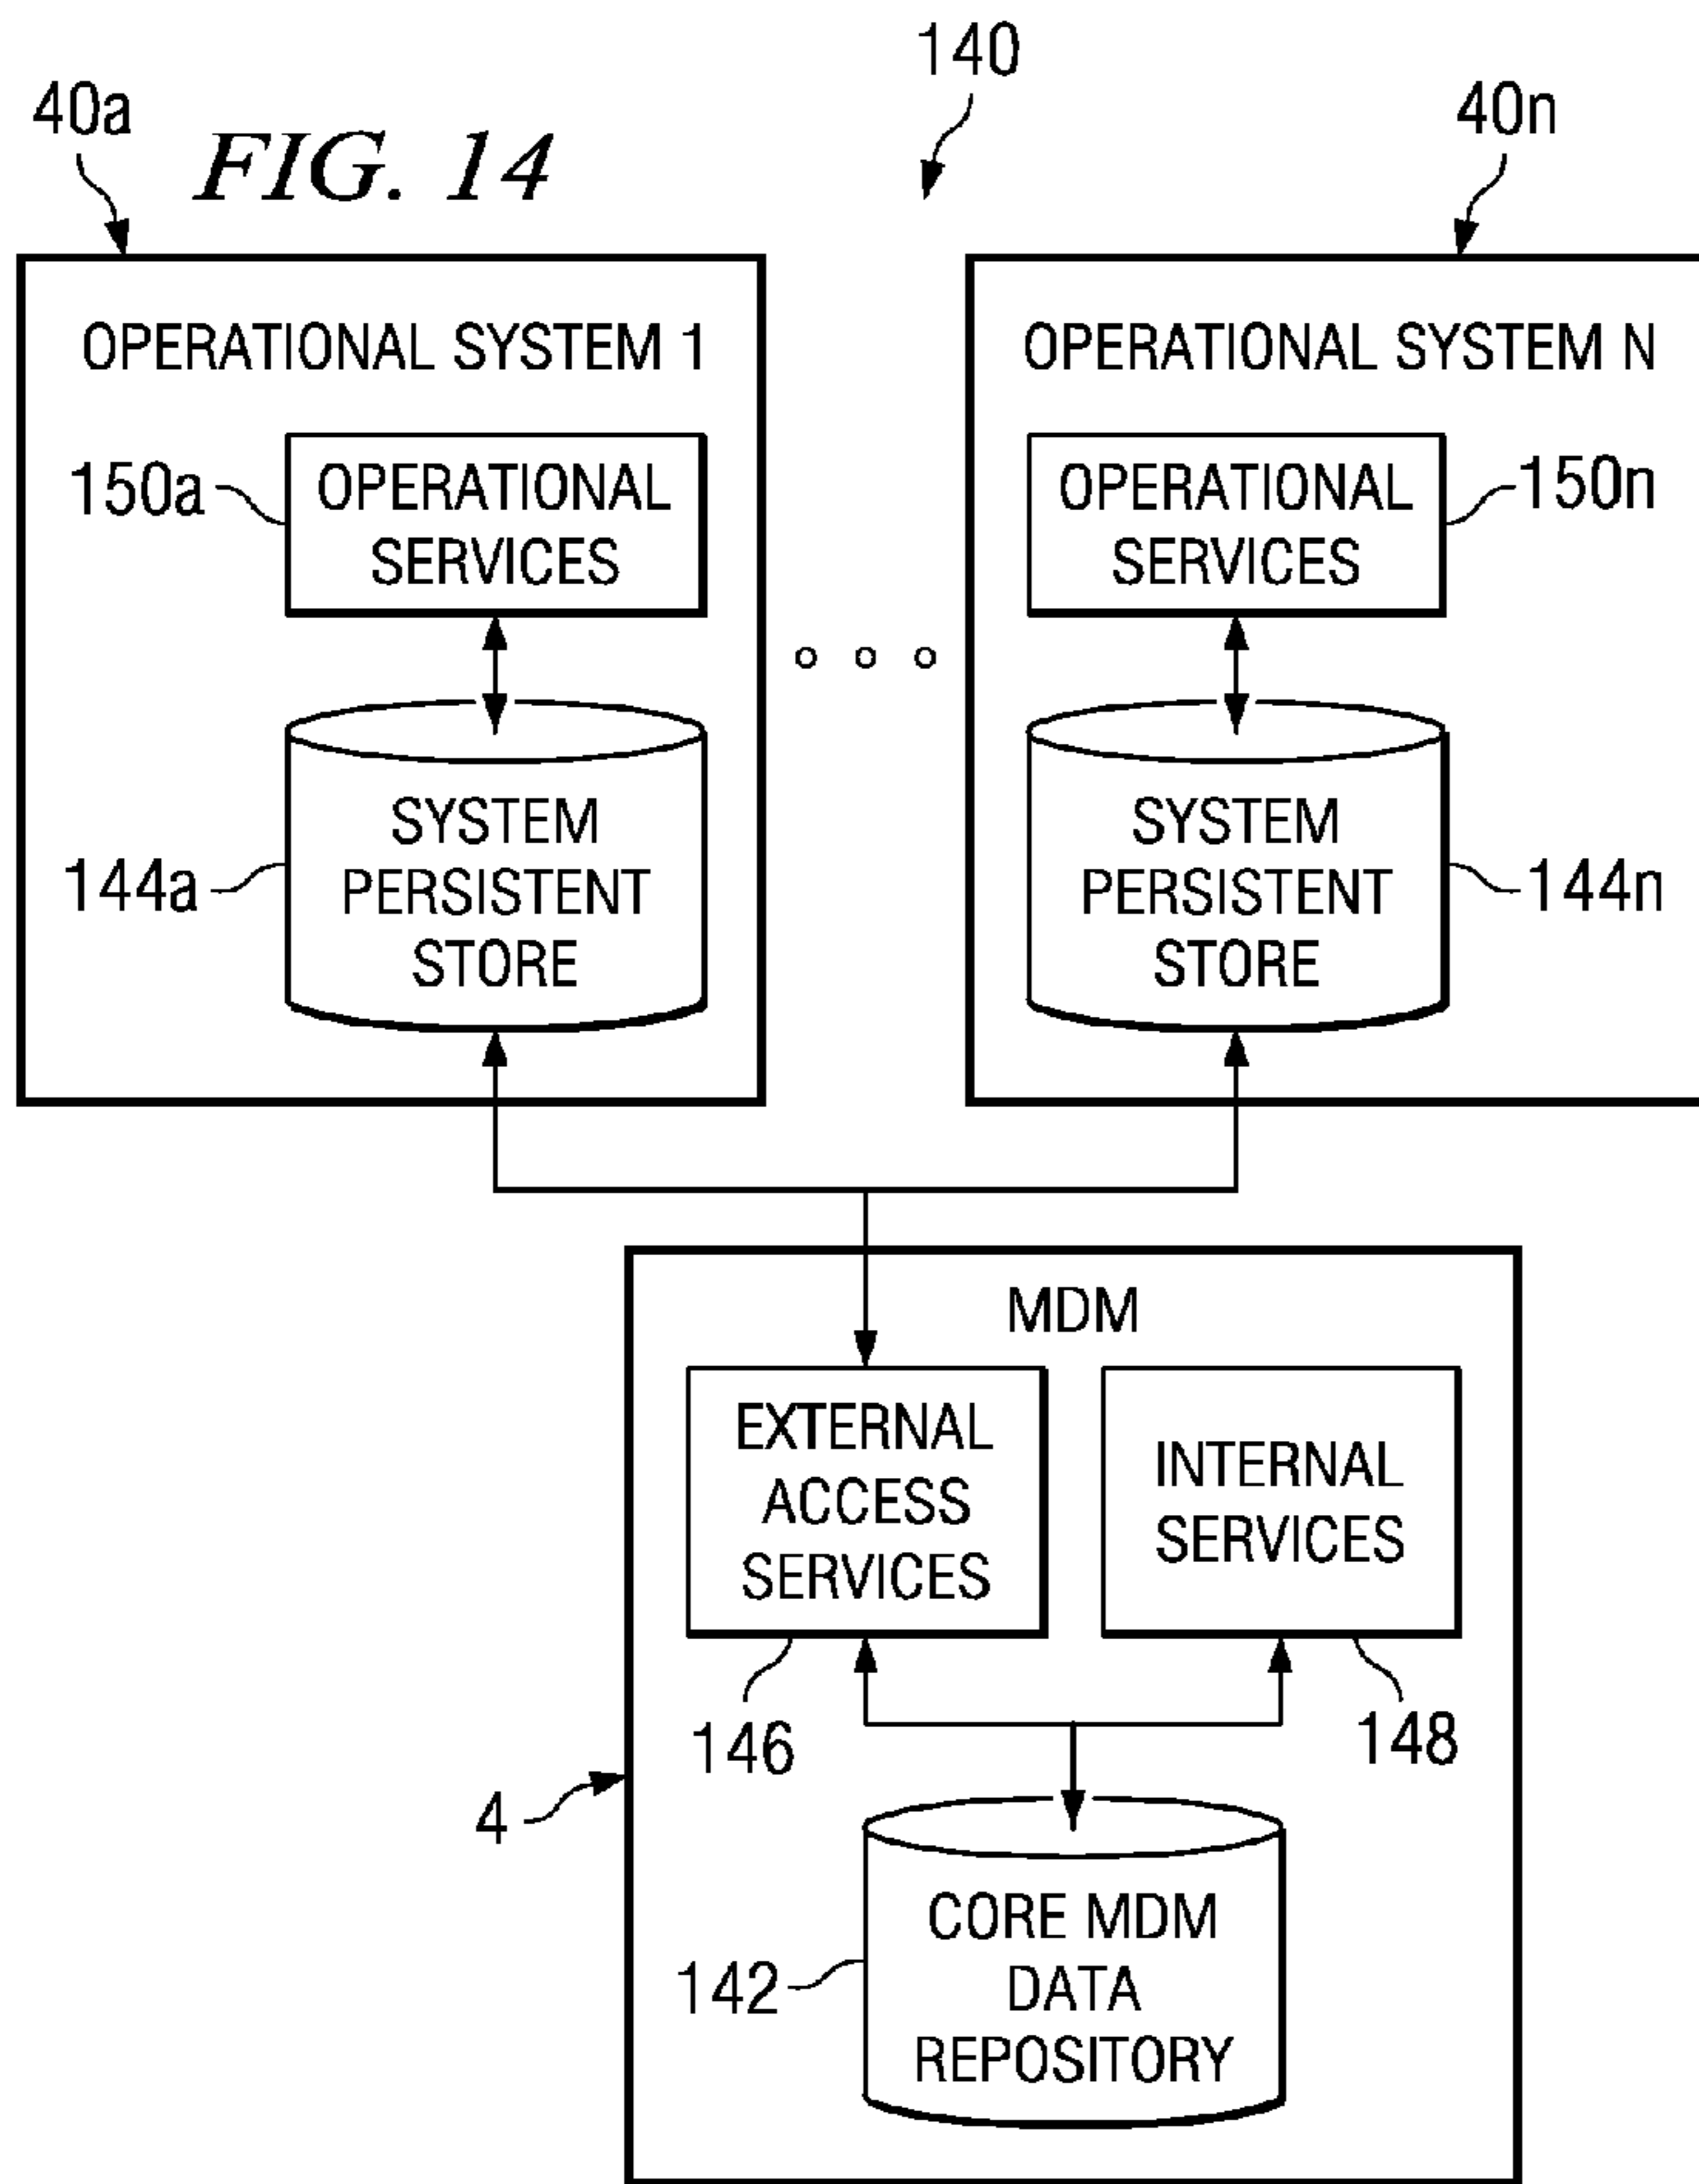 140
40a
40n
FIG. 14
OPERATIONAL SYSTEM 1
OPERATIONAL SYSTEM N
150a
OPERATIONAL
SERVICES
OPERATIONAL
SERVICES
150n
144a
SYSTEM
PERSISTENT
STORE
SYSTEM
PERSISTENT
STORE
144n
MDM
EXTERNAL
ACCESS
SERVICES
INTERNAL
SERVICES
146
148
4
CORE MDM
DATA
REPOSITORY
142